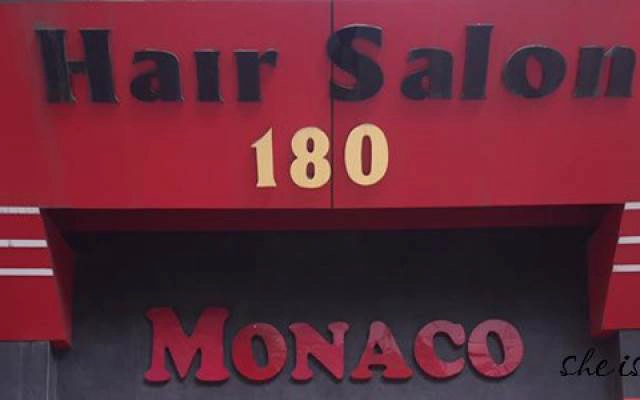 Hair Salon
180
MONACO
she is